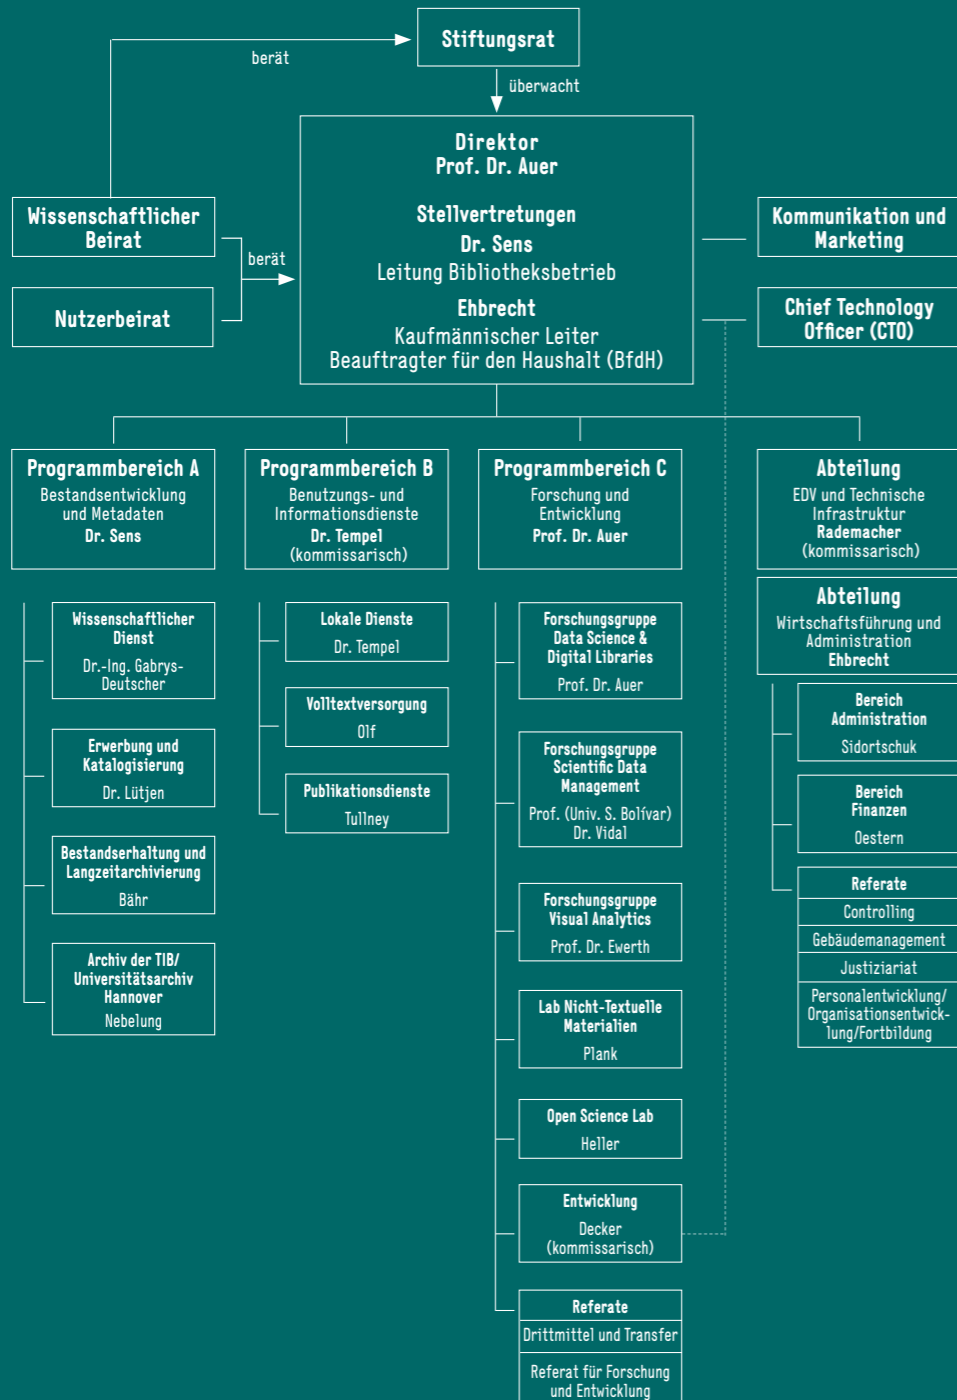 Stiftungsrat
berät
überwacht
Direktor
Prof. Dr. Auer
Stellvertretungen
Dr. Sens
Leitung Bibliotheksbetrieb
Ehbrecht
Kaufmännischer Leiter
Beauftragter für den Haushalt (BfdH)
Wissenschaftlicher
Beirat
berät
Nutzerbeirat
Kommunikation und
Marketing
Chief Technology
Officer (CTO)
Programmbereich A
Bestandsentwicklung
und Metadaten
Dr. Sens
Wissenschaftlicher
Dienst
Dr.-Ing. Gabrys-
Deutscher
Erwerbung und
Katalogisierung
Dr. Lütjen
Bestandserhaltung und
Langzeitarchivierung
Bähr
Archiv der TIB/
Universitätsarchiv
Hannover
Nebelung
Programmbereich B
Benutzungs- und
Informationsdienste
Dr. Tempel
(kommissarisch)
Lokale Dienste
Dr. Tempel
Volltextversorgung
Olf
Publikationsdienste
Tullney
Programmbereich C
Forschung und
Entwicklung
Prof. Dr. Auer
Forschungsgruppe
Data Science &
Digital Libraries
Prof. Dr. Auer
Forschungsgruppe
Scientific Data
Management
Prof. (Univ. S. Bolívar)
Dr. Vidal
Forschungsgruppe
Visual Analytics
Prof. Dr. Ewerth
Lab Nicht-Textuelle
Materialien
Plank
Open Science Lab
Heller
Entwicklung
Decker
(kommissarisch)
Referate
Drittmittel und Transfer
Referat für Forschung
und Entwicklung
Abteilung
EDV und Technische
Infrastruktur
Rademacher
(kommissarisch)
Abteilung
Wirtschaftsführung und
Administration
Ehbrecht
Bereich
Administration
Sidortschuk
Bereich
Finanzen
Oestern
Referate
Controlling
Gebäudemanagement
Justiziariat
Personalentwicklung/
Organisationsentwick-
lung/Fortbildung